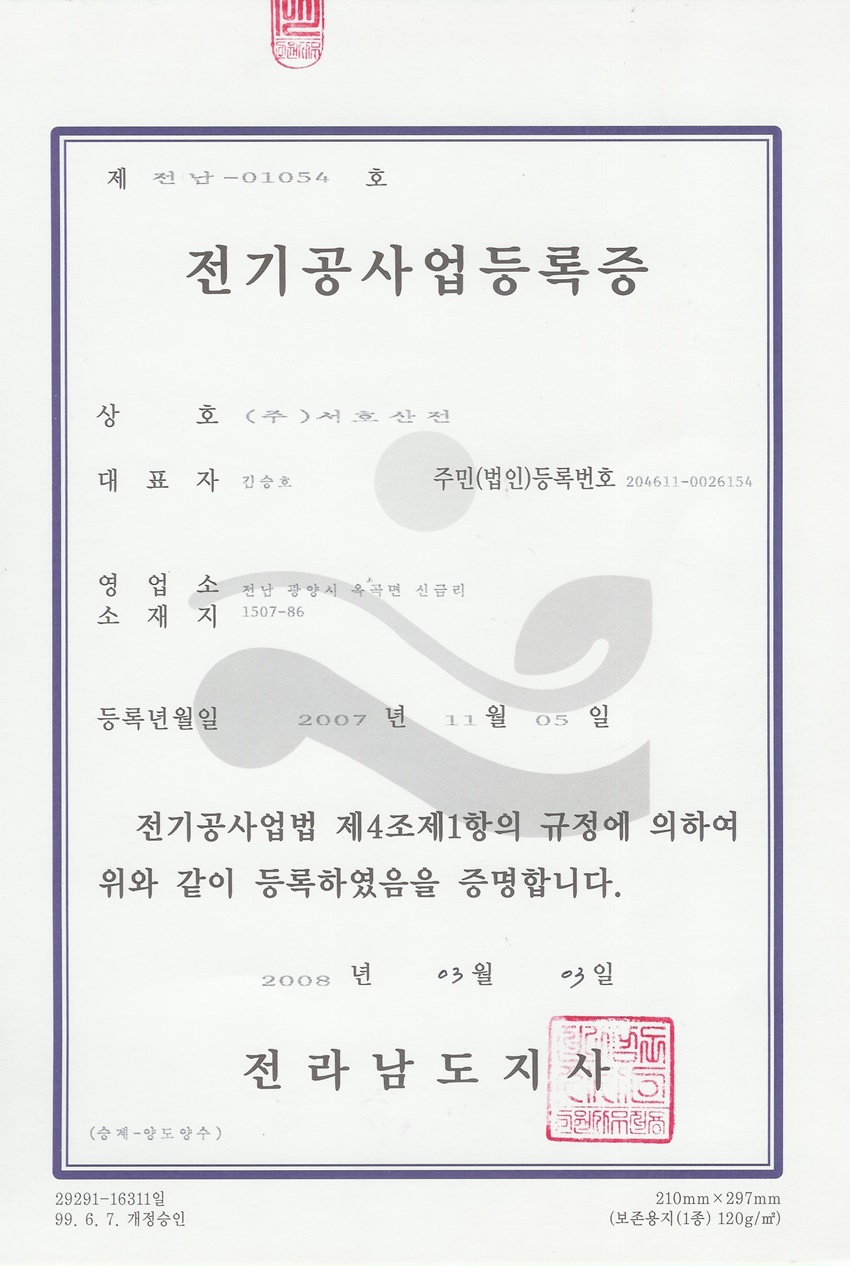 제 전남-01054 호
전기공사업등록증
상 호 (주)서호산전
대 표 자 김승호 주민(법인)등록번호 204611-0026154
영 업 소 전남 광양시 옥곡면 신금리
소 재 지 1507-86
등록년월일 2007 년 11 월 05 일
전기공사업법 제4조제1항의 규정에 의하여
위와 같이 등록하였음을 증명합니다.
2008 년 03 월 03 일
전라남도지사
(승계-양도양수)
29291-16311일 210mm×297mm
99. 6. 7. 개정승인 (보존용지(1종) 120g/㎡)